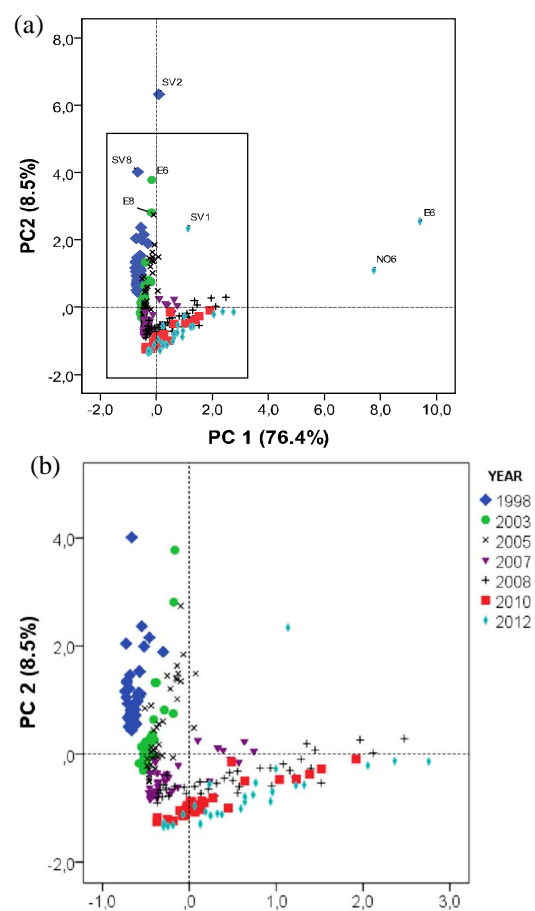 (a)
8,0
6,0
4,0
2,0
,0
-2,0
PC2 (8.5%)
SV2
SV8
E6
E8
SV1
E6
NO6
-2,0 ,0 2,0 4,0 6,0 8,0 10,0
PC 1 (76.4%)
(b)
4,0
2,0
,0
-2,0
PC 2 (8.5%)
YEAR
1998
2003
2005
2007
2008
2010
2012
-1,0 ,0 1,0 2,0 3,0